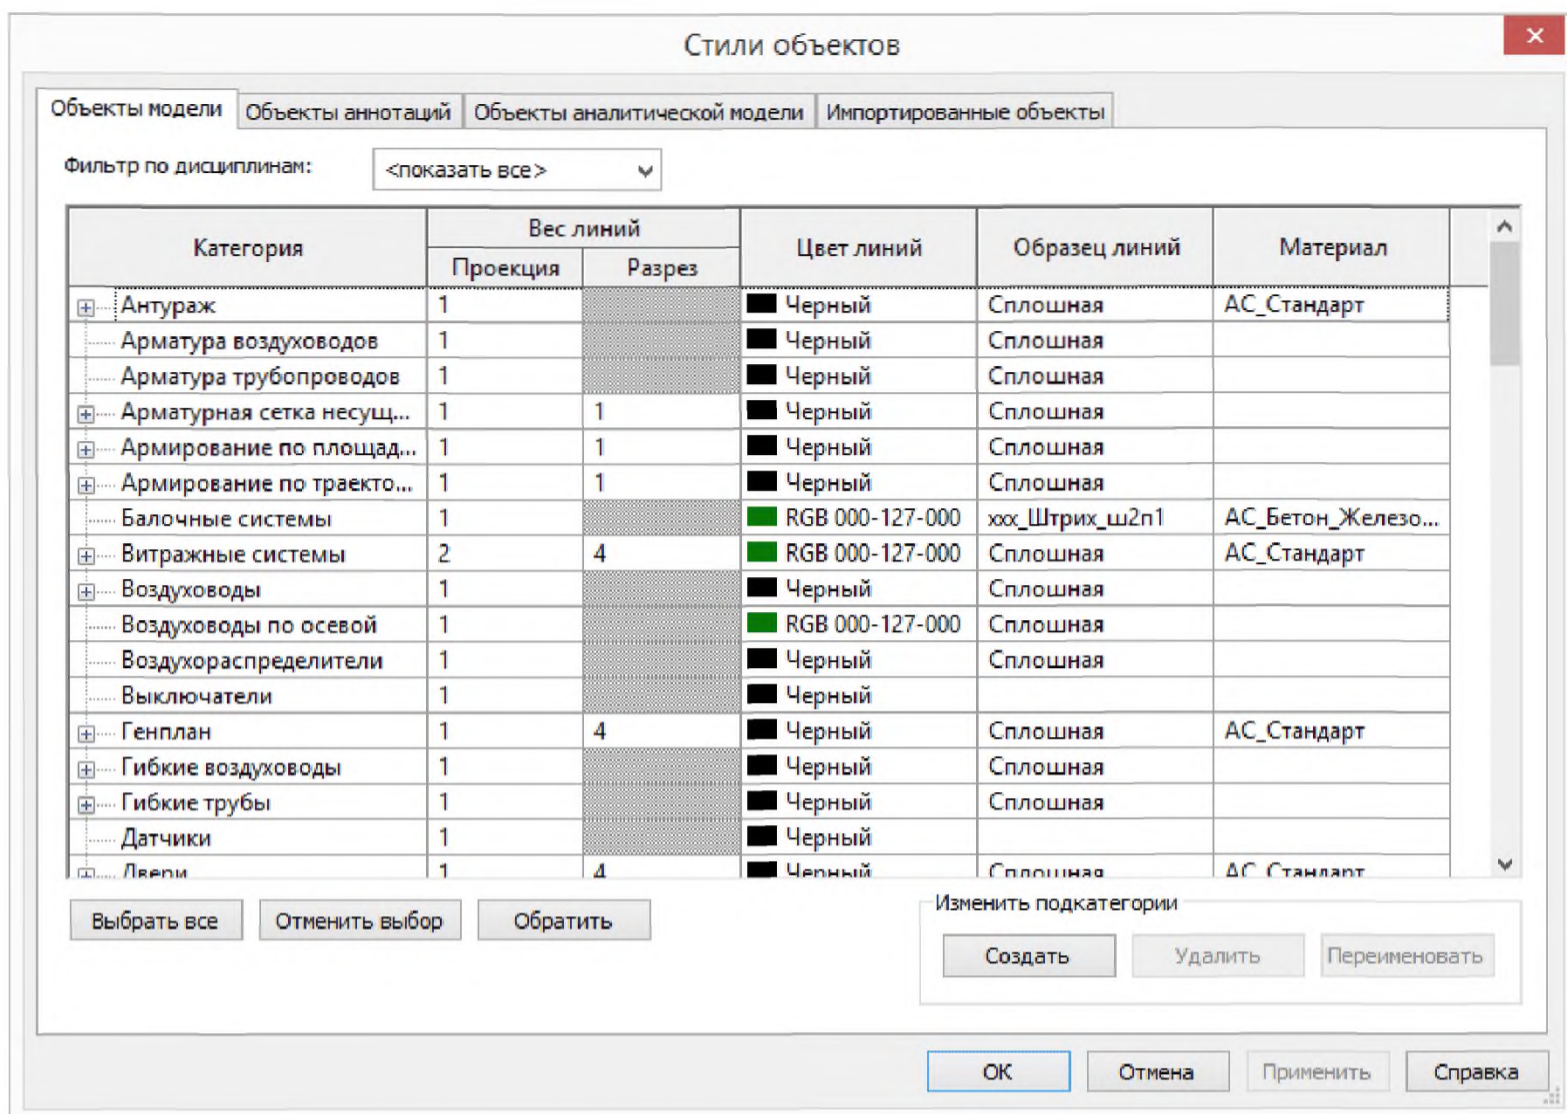 Стили объектов
Объекты модели Объекты аннотаций Объекты аналитической модели Импортированные объекты
Фильтр по дисциплинам: <показать все>
Категория Вес линий Цвет линий Образец линий Материал
Проекция Разрез
Антураж 1 Черный Сплошная АС_Стандарт
Арматура воздуховодов 1 Черный Сплошная
Арматура трубопроводов 1 Черный Сплошная
Арматурная сетка несущ... 1 1 Черный Сплошная
Армирование по площад... 1 1 Черный Сплошная
Армирование по траекто... 1 1 Черный Сплошная
Балочные системы 1 RGB 000-127-000 xxx_Штрих_ш2п1 АС_Бетон_Железо...
Витражные системы 2 4 RGB 000-127-000 Сплошная АС_Стандарт
Воздуховоды 1 Черный Сплошная
Воздуховоды по осевой 1 RGB 000-127-000 Сплошная
Воздухораспределители 1 Черный Сплошная
Выключатели 1 Черный
Генплан 1 4 Черный Сплошная АС_Стандарт
Гибкие воздуховоды 1 Черный Сплошная
Гибкие трубы 1 Черный Сплошная
Датчики 1 Черный
Двери 1 4 Черный Сплошная АС_Стандарт
Выбрать все Отменить выбор Обратить
Изменить подкатегории
Создать Удалить Переименовать
ОК Отмена Применить Справка